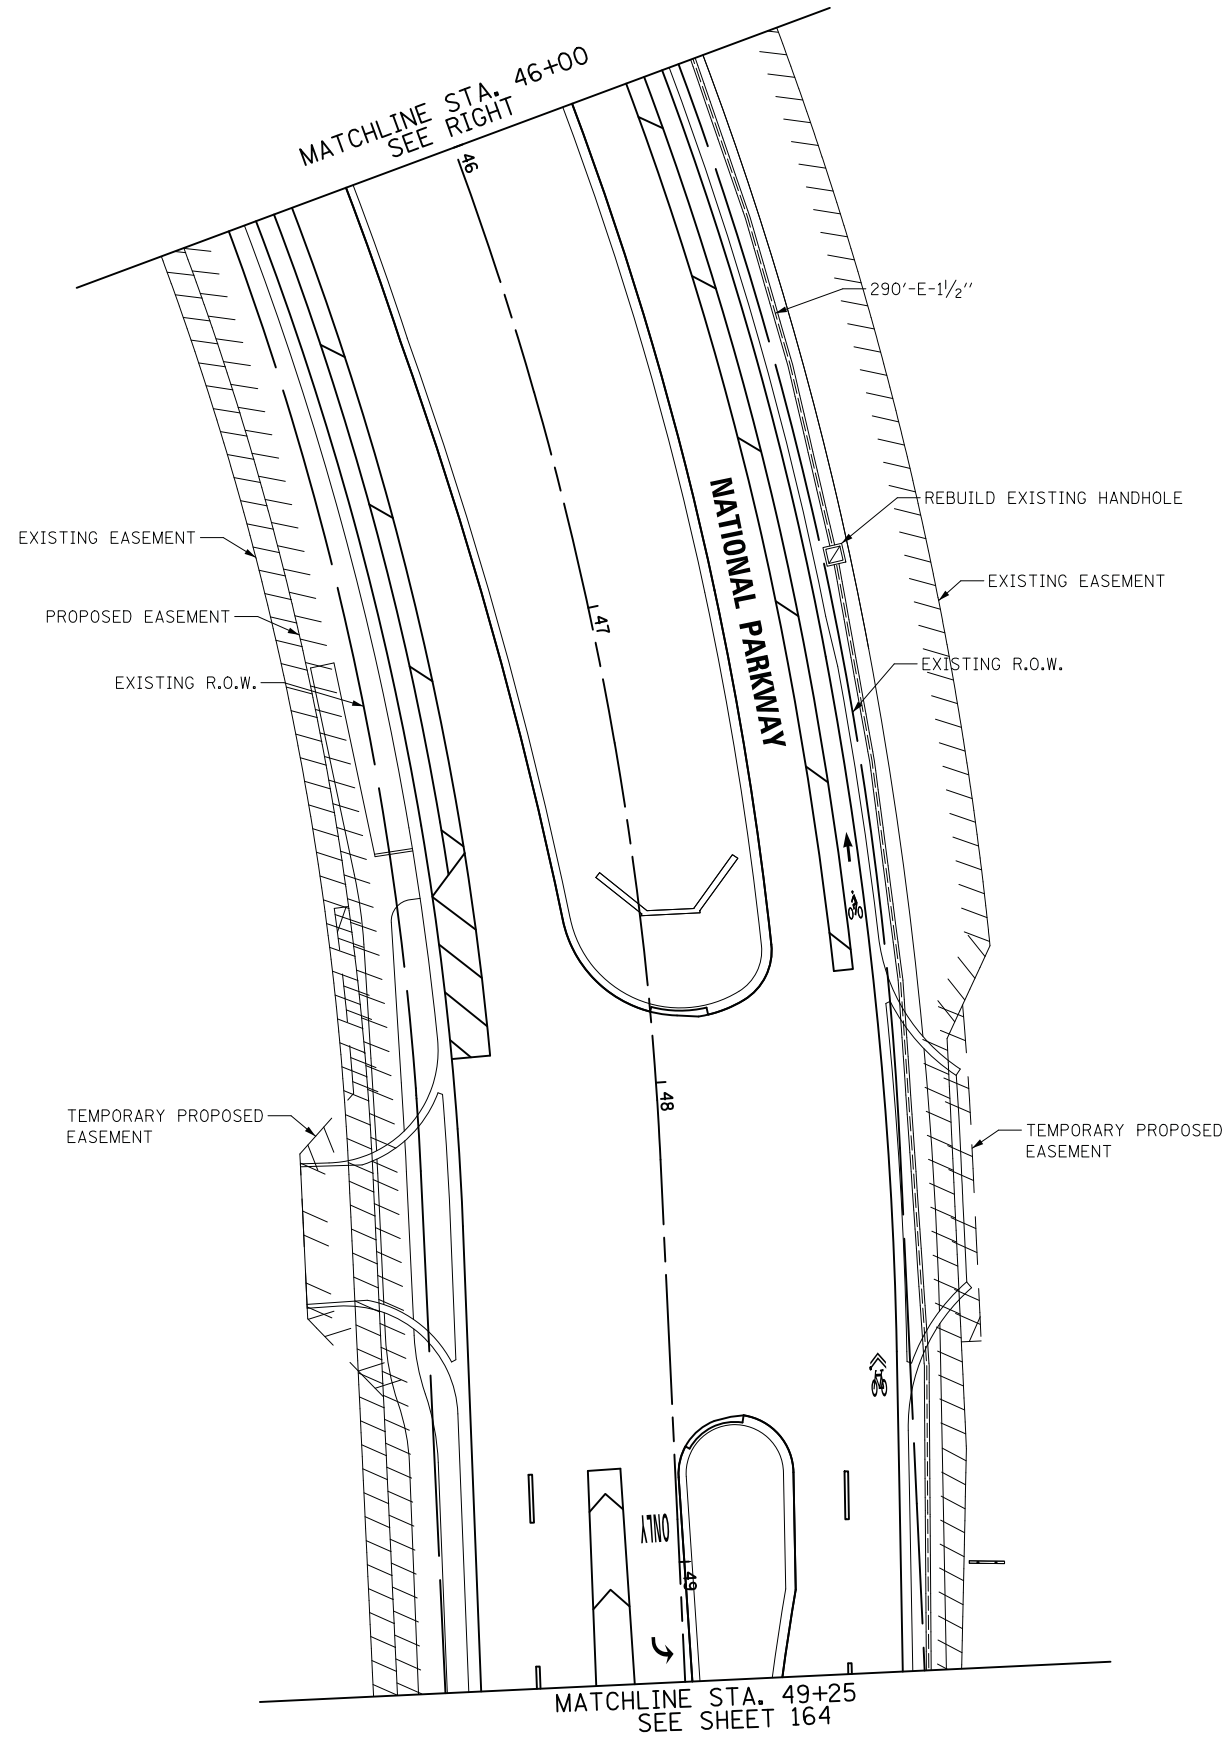 MATCHLINE STA. 46+00
SEE RIGHT
46
290'-E-1½"
NATIONAL PARKWAY
REBUILD EXISTING HANDHOLE
EXISTING EASEMENT
EXISTING EASEMENT
PROPOSED EASEMENT
47
EXISTING R.O.W.
EXISTING R.O.W.
48
TEMPORARY PROPOSED
EASEMENT
TEMPORARY PROPOSED
EASEMENT
ONLY
49
MATCHLINE STA. 49+25
SEE SHEET 164